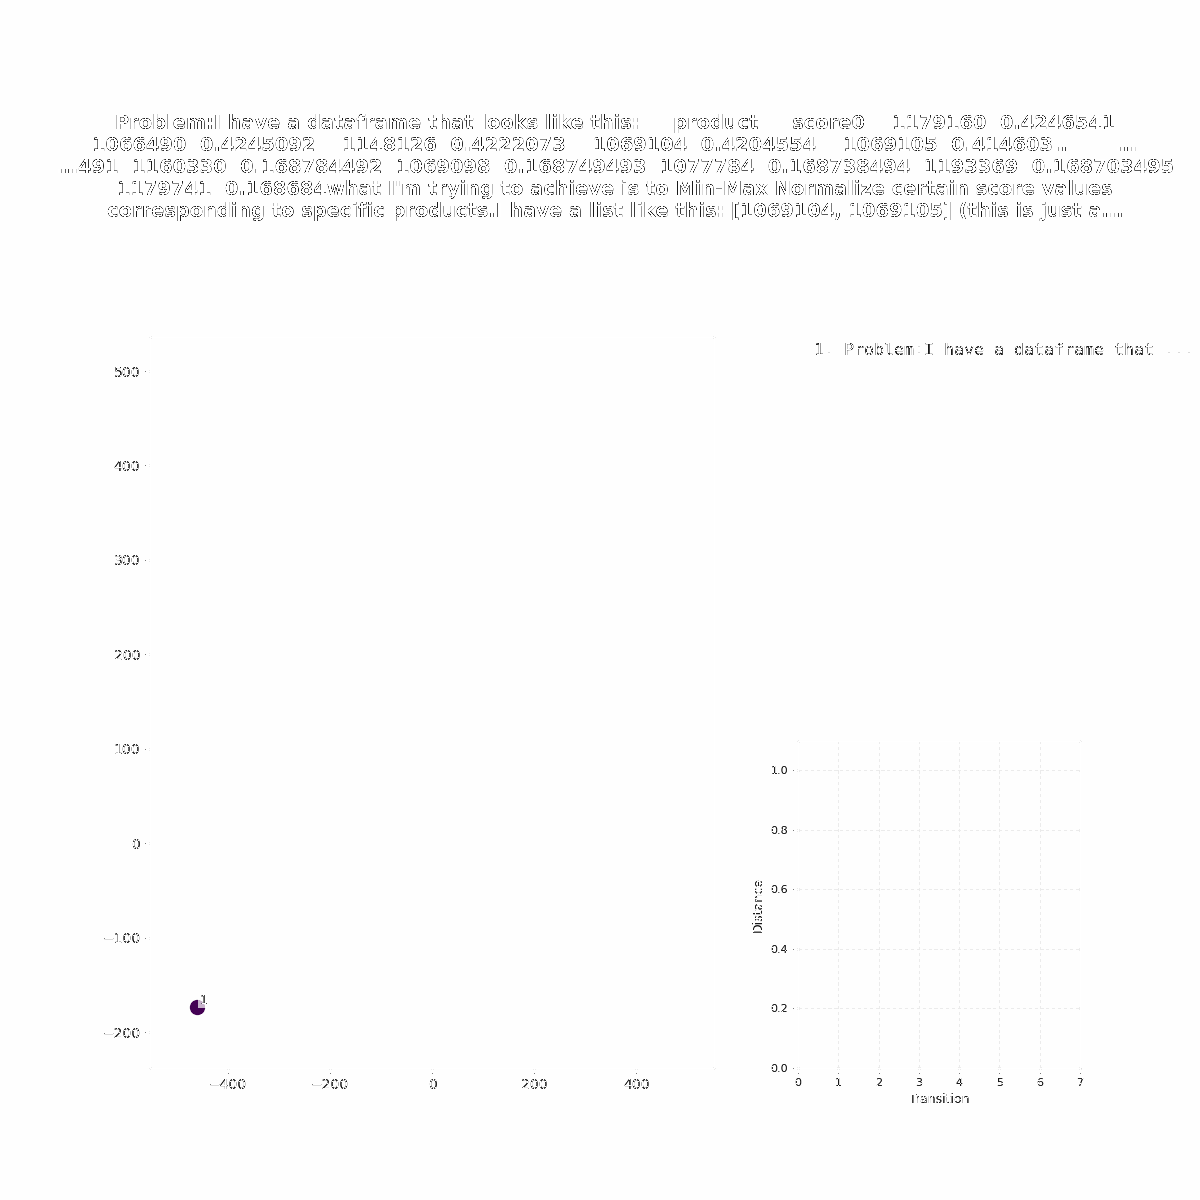 Problem:I have a dataframe that looks like this:     product     score0    1179160  0.4246541
1066490  0.4245092    1148126  0.4222073    1069104  0.4204554    1069105  0.414603..       ...
...491  1160330  0.168784492  1069098  0.168749493  1077784  0.168738494  1193369  0.168703495
1179741  0.168684what I'm trying to achieve is to Min-Max Normalize certain score values
corresponding to specific products.I have a list like this: [1069104, 1069105] (this is just a...
1. Problem:I have a dataframe that ...
500
400
300
200
100
0
−100
−200
−400 −200 0 200 400
1
1.0
0.8
0.6
0.4
0.2
0.0
Distance
0 1 2 3 4 5 6 7
Transition